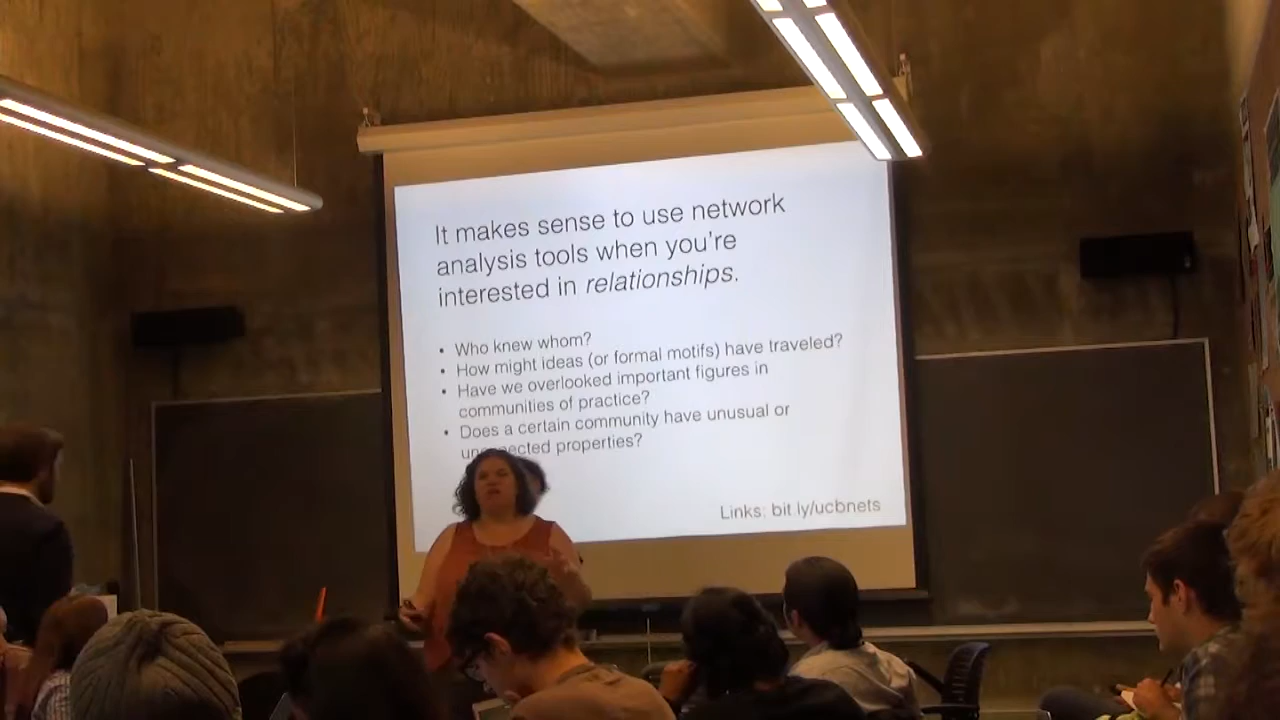 It makes sense to use network
analysis tools when you're
interested in relationships.
• Who knew whom?
• How might ideas (or formal motifs) have traveled?
• Have we overlooked important figures in
communities of practice?
• Does a certain community have unusual or
properties?
Links: bit.ly/ucbnets